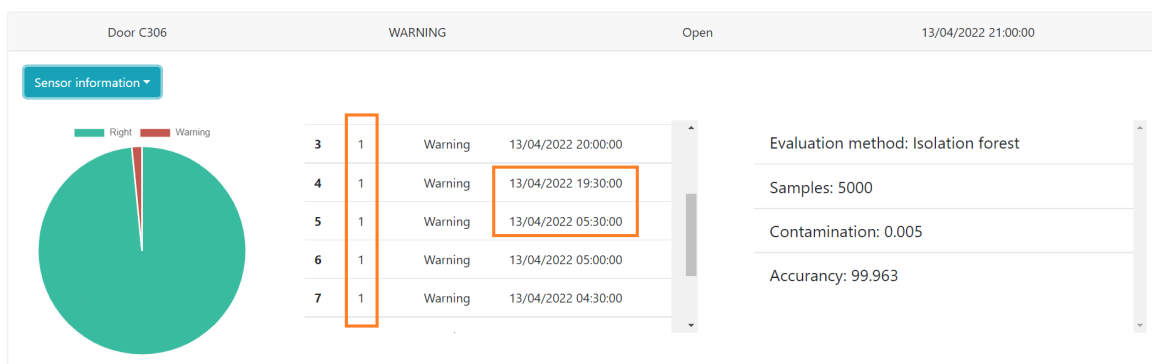 Door C306 WARNING Open 13/04/2022 21:00:00
Sensor information
Right Warning
3 1 Warning 13/04/2022 20:00:00
4 1 Warning 13/04/2022 19:30:00
5 1 Warning 13/04/2022 05:30:00
6 1 Warning 13/04/2022 05:00:00
7 1 Warning 13/04/2022 04:30:00
Evaluation method: Isolation forest
Samples: 5000
Contamination: 0.005
Accurancy: 99.963